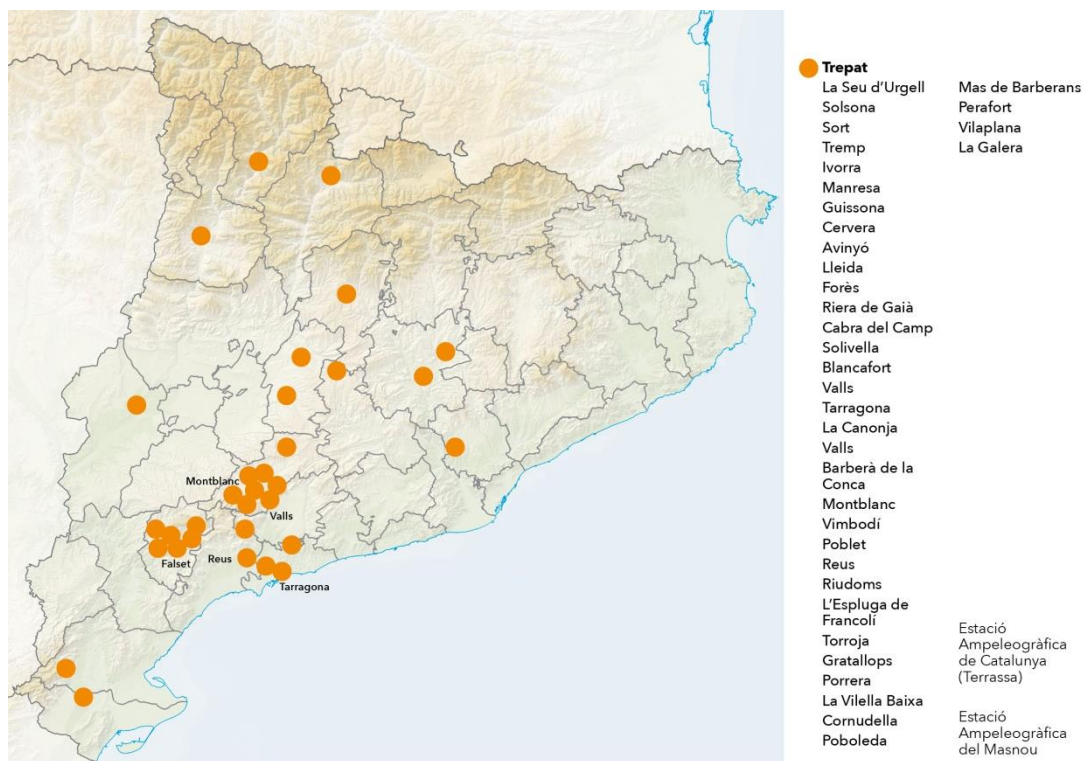 Montblanc
Valls
Reus
Falset
Tarragona
Trepat
La Seu d'Urgell
Solsona
Sort
Tremp
Ivorra
Manresa
Guissona
Cervera
Avinyó
Lleida
Forès
Riera de Gaià
Cabra del Camp
Solivella
Blancafort
Valls
Tarragona
La Canonja
Valls
Barberà de la
Conca
Montblanc
Vimbodí
Poblet
Reus
Riudoms
L'Espluga de
Francolí
Torroja
Gratallops
Porrera
La Vilella Baixa
Cornudella
Poboleda
Mas de Barberans
Perafort
Vilaplana
La Galera
Estació
Ampeleogràfica
de Catalunya
(Terrassa)
Estació
Ampeleogràfica
del Masnou